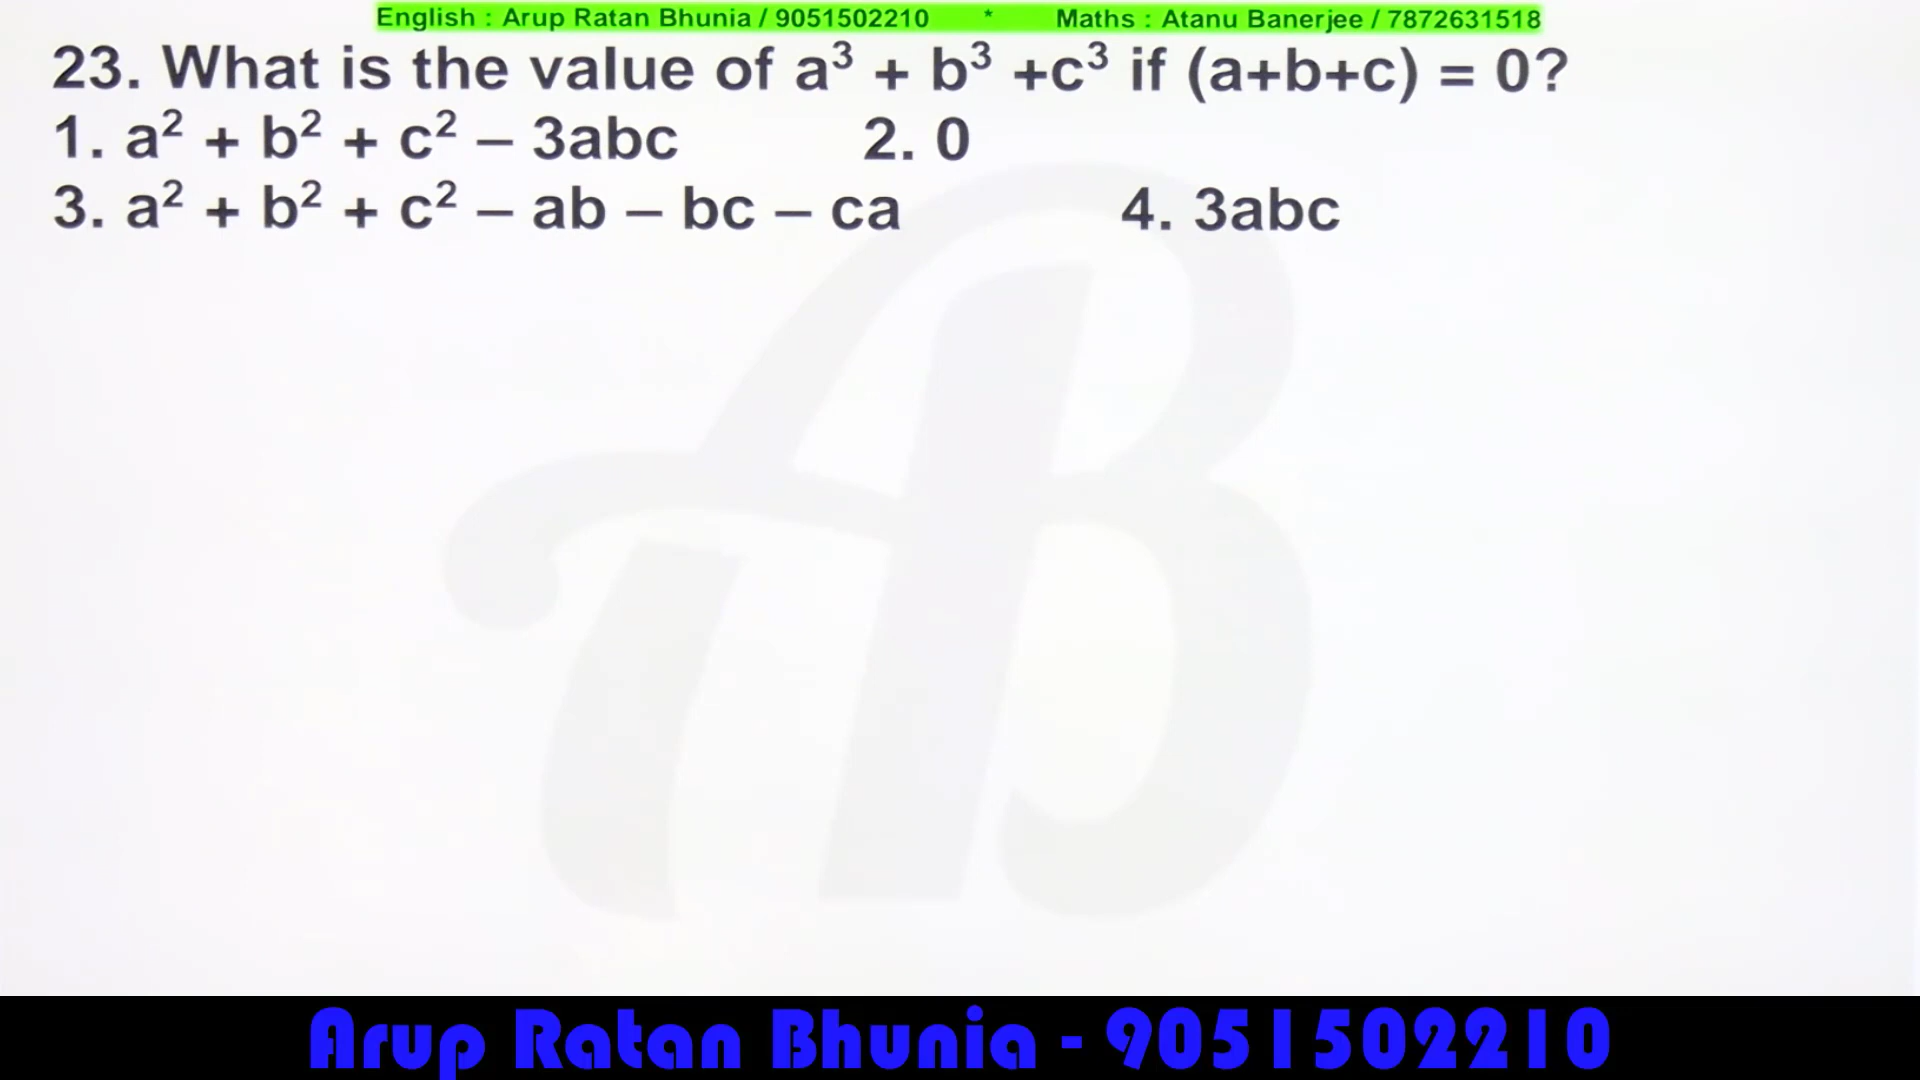 English : Arup Ratan Bhunia / 9051502210 * Maths : Atanu Banerjee / 7872631518
23. What is the value of a³ + b³ +c³ if (a+b+c) = 0?
1. a² + b² + c² – 3abc 2. 0
3. a² + b² + c² – ab – bc – ca 4. 3abc
AB
Arup Ratan Bhunia - 9051502210